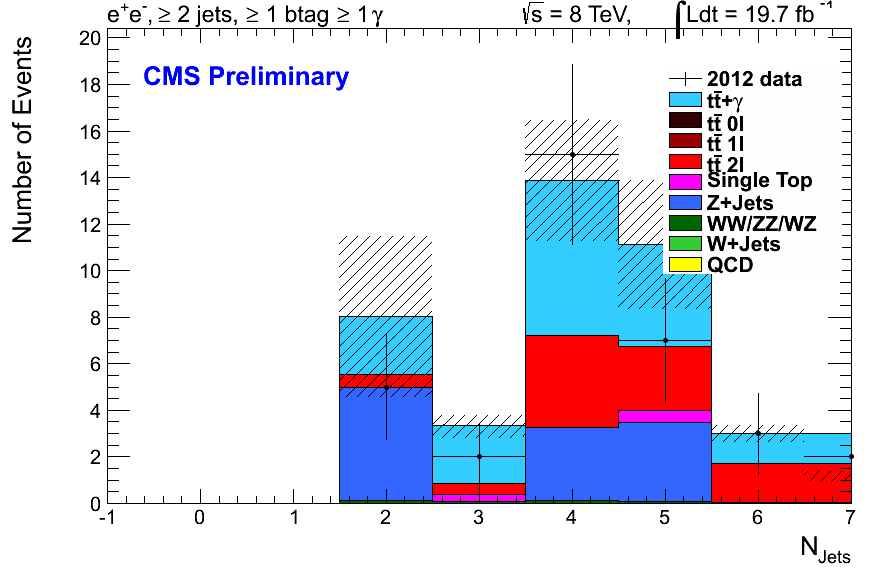 e⁺e⁻, ≥ 2 jets, ≥ 1 btag ≥ 1 γ √s = 8 TeV, ∫Ldt = 19.7 fb⁻¹
CMS Preliminary
Number of Events
20
18
16
14
12
10
8
6
4
2
0
2012 data
tt̄+γ
tt̄ 0l
tt̄ 1l
tt̄ 2l
Single Top
Z+Jets
WW/ZZ/WZ
W+Jets
QCD
-1 0 1 2 3 4 5 6 7
N_Jets